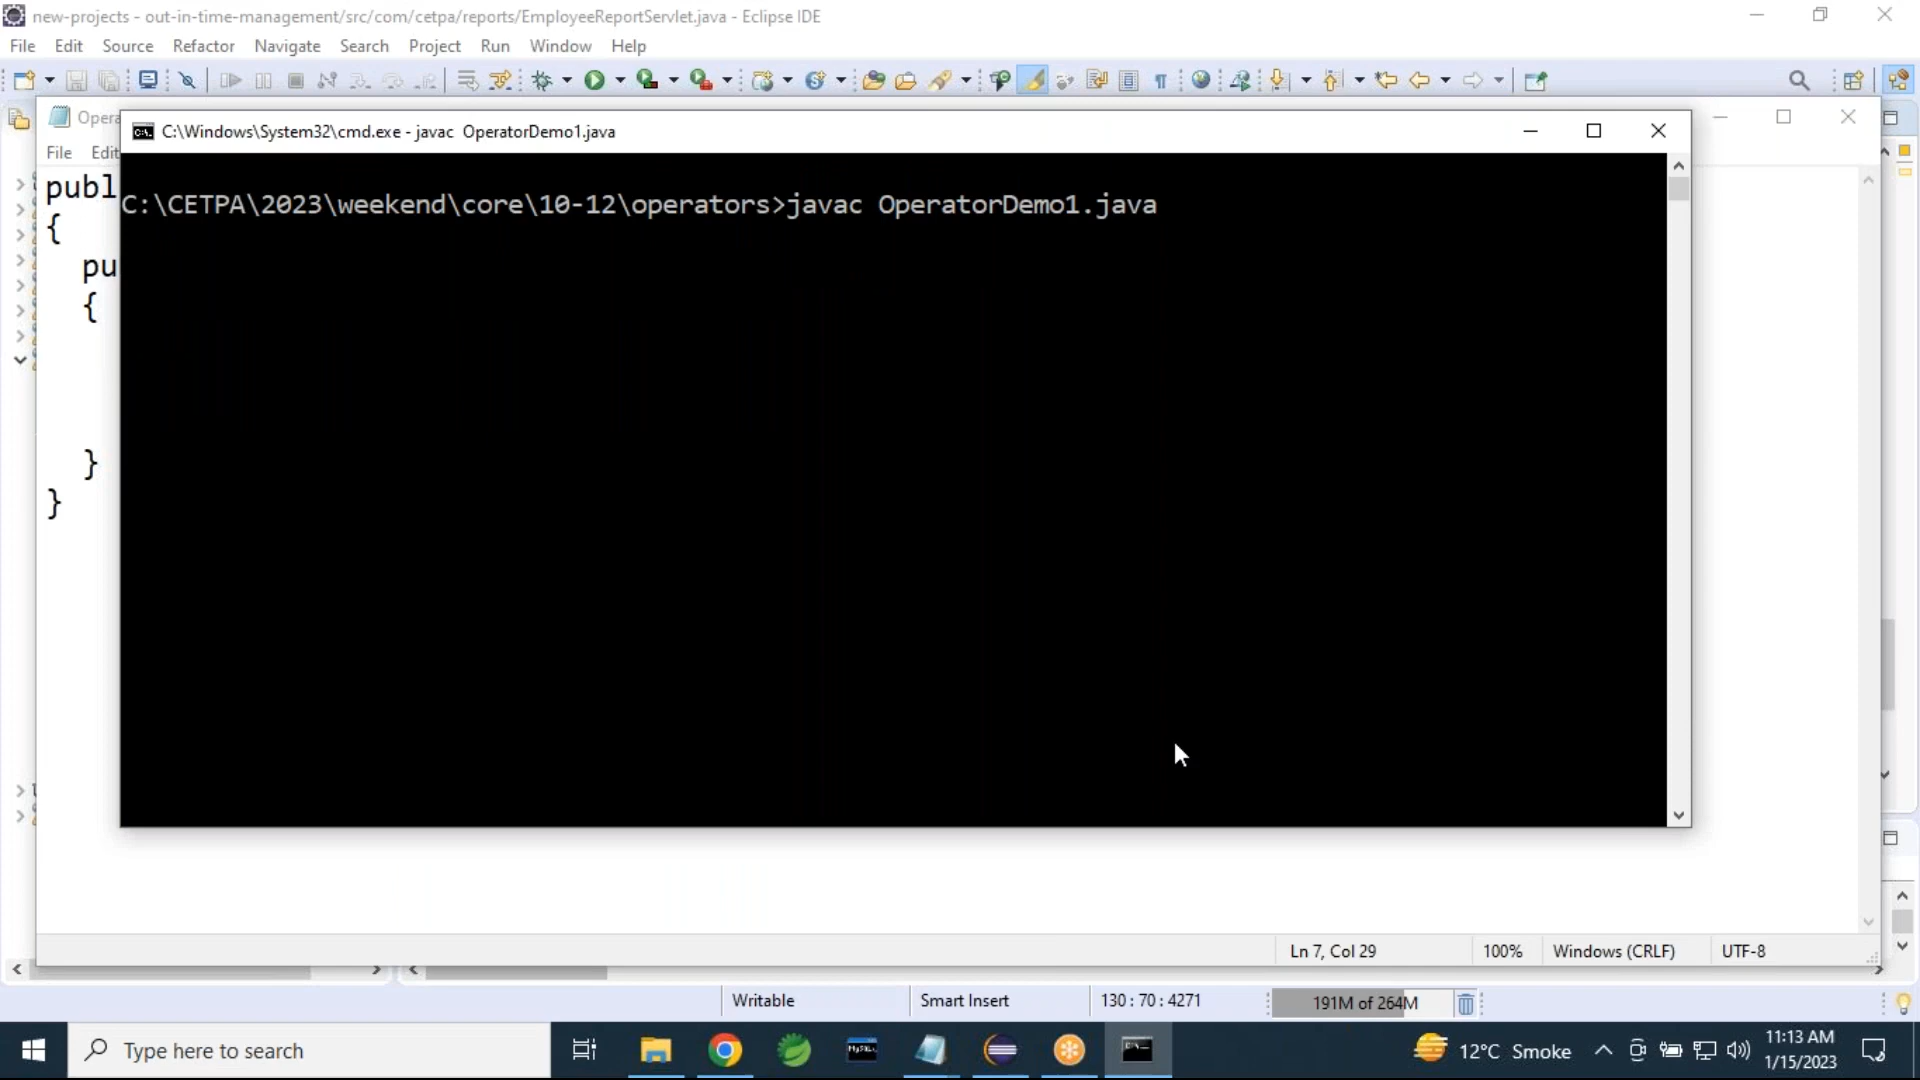 new-projects - out-in-time-management/src/com/cetpa/reports/EmployeeReportServlet.java - Eclipse IDE
File Edit Source Refactor Navigate Search Project Run Window Help
Opera
C:\Windows\System32\cmd.exe - javac  OperatorDemo1.java
File Edit
publ
C:\CETPA\2023\weekend\core\10-12\operators>javac OperatorDemo1.java
{
pu
{
}
}
Ln 7, Col 29 100% Windows (CRLF) UTF-8
Writable Smart Insert 130 : 70 : 4271 191M of 264M
Type here to search
MySQL
12°C Smoke
11:13 AM
1/15/2023